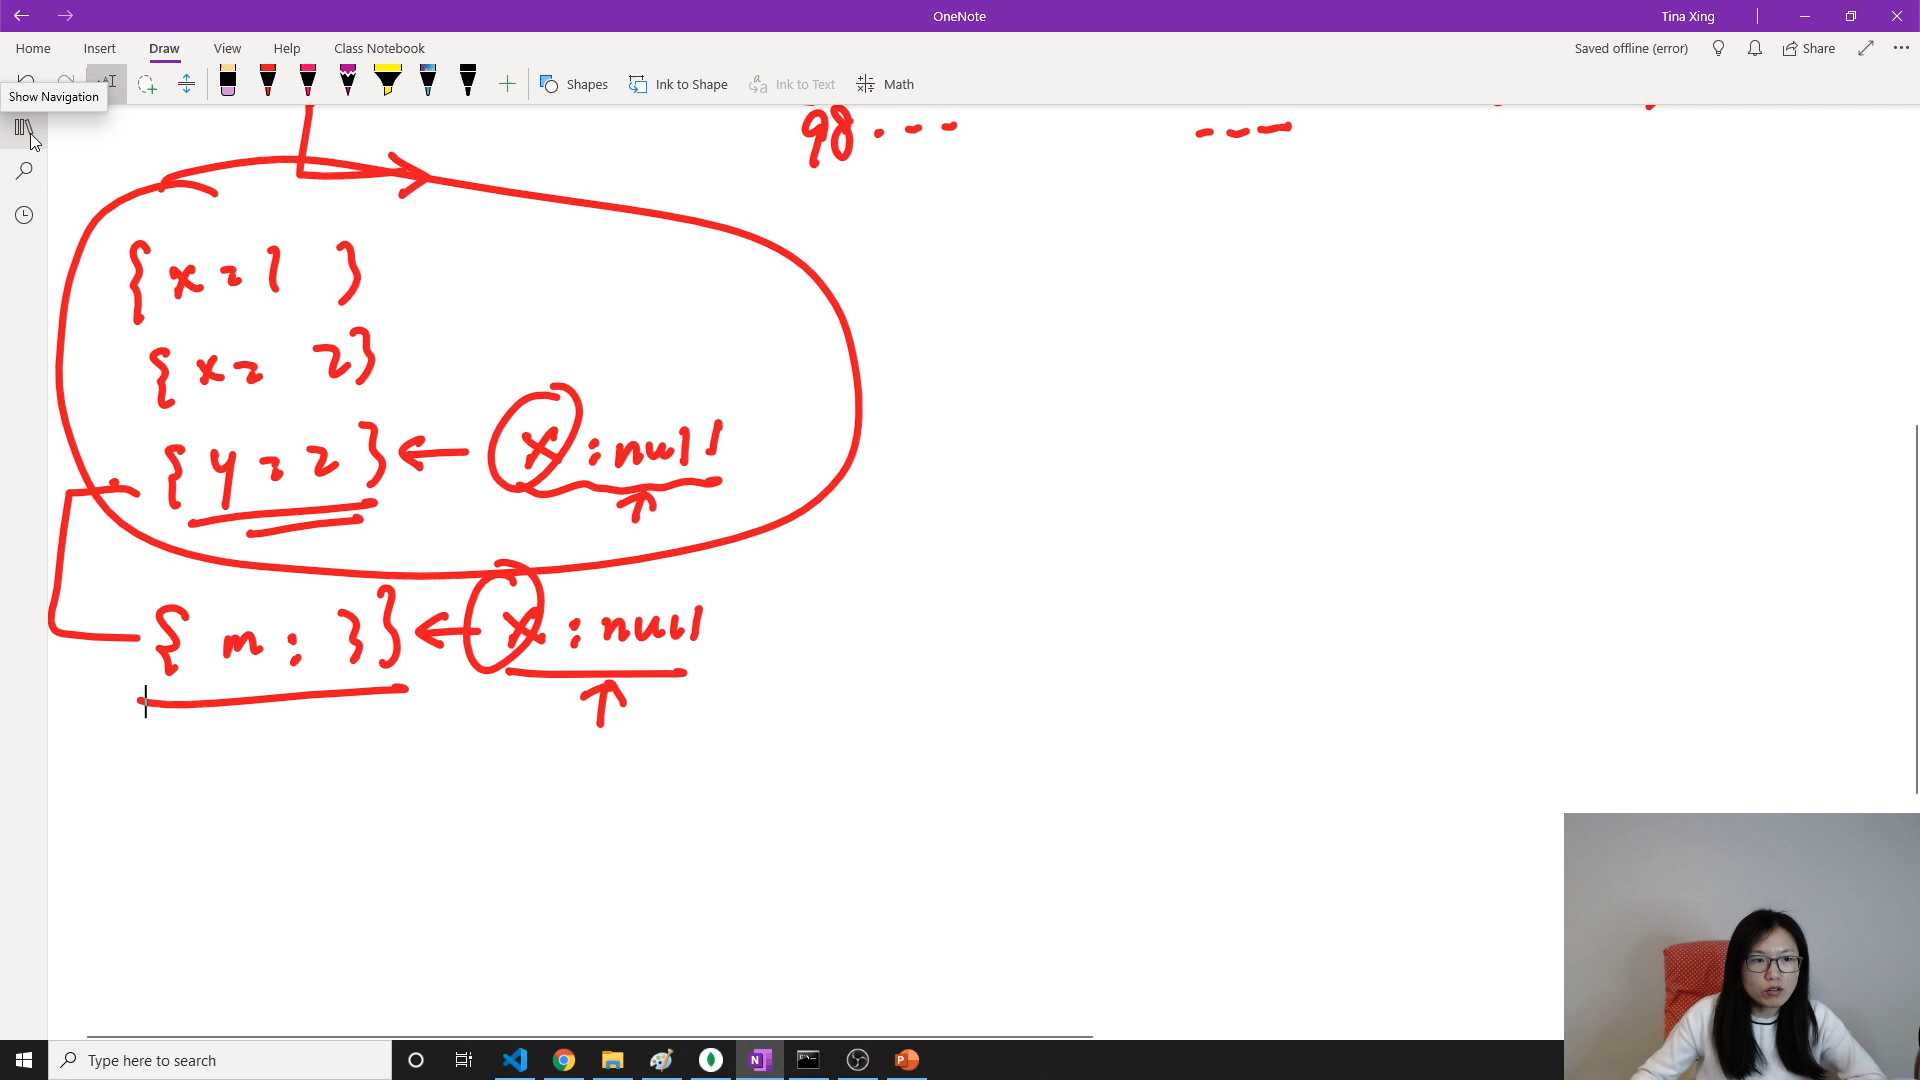 OneNote
Tina Xing
Home Insert Draw View Help Class Notebook
Saved offline (error) Share
Shapes Ink to Shape Ink to Text Math
Show Navigation
98
{ x = 1 }
{ x = 2 }
{ y = 2 } ← x : null
{ m : 3 } ← x : null
Type here to search